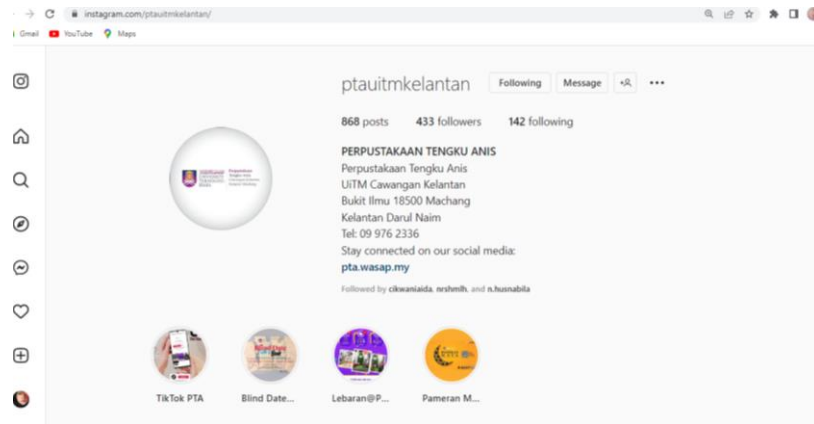 instagram.com/ptauitmkelantan/
Gmail YouTube Maps
ptauitmkelantan Following Message
868 posts 433 followers 142 following
PERPUSTAKAAN TENGKU ANIS
Perpustakaan Tengku Anis
UiTM Cawangan Kelantan
Bukit Ilmu 18500 Machang
Kelantan Darul Naim
Tel: 09 976 2336
Stay connected on our social media:
pta.wasap.my
Followed by cikwaniaida, nrshmlh, and n.husnabila
TikTok PTA Blind Date... Lebaran@P... Pameran M...